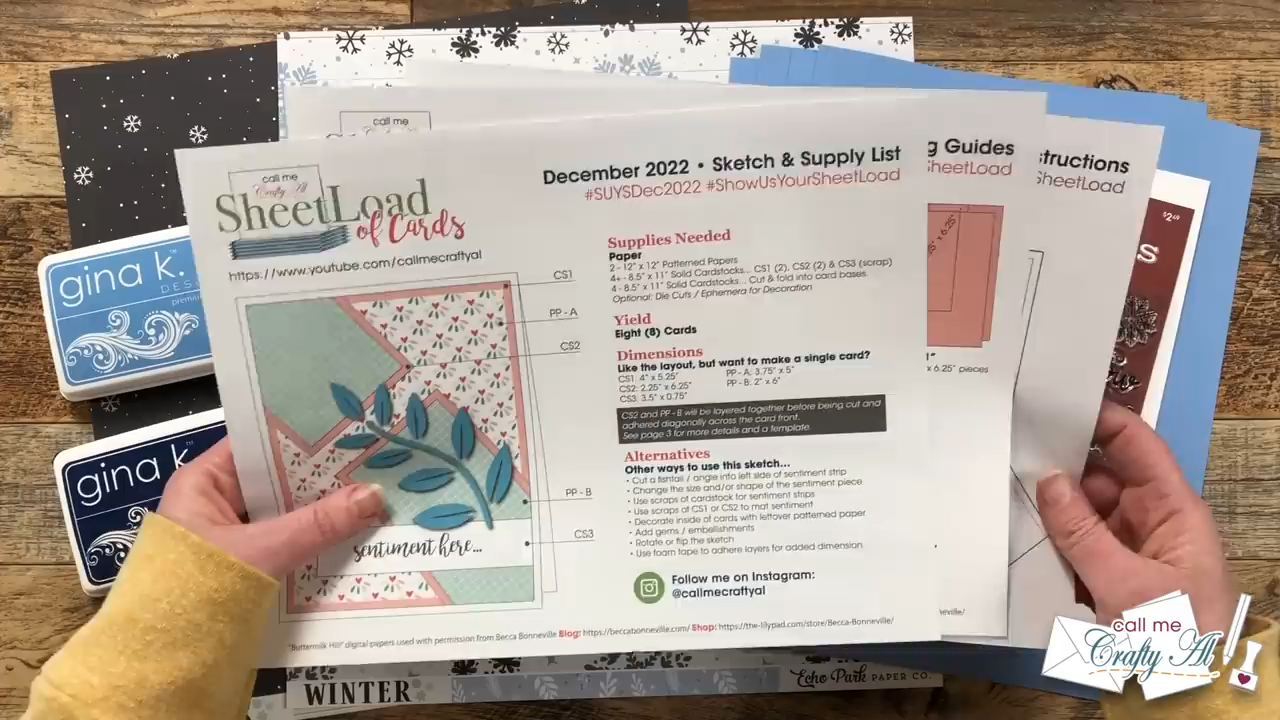 call me
call me
Crafty Al
SheetLoad
of Cards
https://www.youtube.com/callmecraftyal
December 2022 • Sketch & Supply List
#SUYSDec2022 #ShowUsYourSheetLoad
CS1
PP - A
CS2
PP - B
CS3
sentiment here...
Supplies Needed
Paper
2 - 12" x 12" Patterned Papers
4+ - 8.5" x 11" Solid Cardstocks... CS1 (2), CS2 (2) & CS3 (scrap)
4 - 8.5" x 11" Solid Cardstocks... Cut & fold into card bases.
Optional: Die Cuts / Ephemera for Decoration
Yield
Eight (8) Cards
Dimensions
Like the layout, but want to make a single card?
CS1: 4" x 5.25" PP - A: 3.75" x 5"
CS2: 2.25" x 6.25" PP - B: 2" x 6"
CS3: 3.5" x 0.75"
CS2 and PP - B will be layered together before being cut and
adhered diagonally across the card front.
See page 3 for more details and a template.
Alternatives
Other ways to use this sketch...
• Cut a fishtail / angle into left side of sentiment strip
• Change the size and/or shape of the sentiment piece
• Use scraps of cardstock for sentiment strips
• Use scraps of CS1 or CS2 to mat sentiment
• Decorate inside of cards with leftover patterned paper
• Add gems / embellishments
• Rotate or flip the sketch
• Use foam tape to adhere layers for added dimension
Follow me on Instagram:
@callmecraftyal
"Buttermilk Hill" digital papers used with permission from Becca Bonneville Blog: https://beccabonneville.com/ Shop: https://the-lilypad.com/store/Becca-Bonneville/
g Guides
SheetLoad
x 6.25"
x 6.25" pieces
structions
SheetLoad
$2
S
gina k.
DES
premi
gina k.
WINTER
Echo Park PAPER CO.
call me
Crafty Al